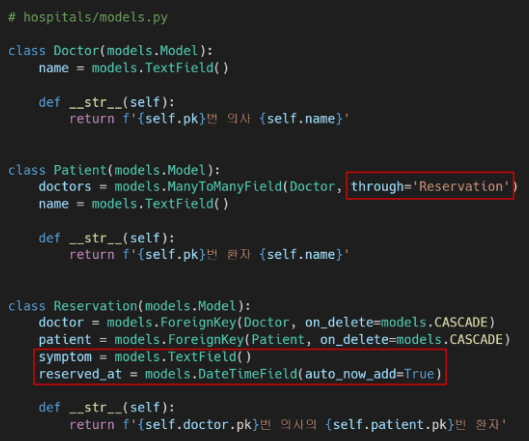 # hospitals/models.py
class Doctor(models.Model):
name = models.TextField()
def __str__(self):
return f'{self.pk}번 의사 {self.name}'
class Patient(models.Model):
doctors = models.ManyToManyField(Doctor, through='Reservation')
name = models.TextField()
def __str__(self):
return f'{self.pk}번 환자 {self.name}'
class Reservation(models.Model):
doctor = models.ForeignKey(Doctor, on_delete=models.CASCADE)
patient = models.ForeignKey(Patient, on_delete=models.CASCADE)
symptom = models.TextField()
reserved_at = models.DateTimeField(auto_now_add=True)
def __str__(self):
return f'{self.doctor.pk}번 의사의 {self.patient.pk}번 환자'